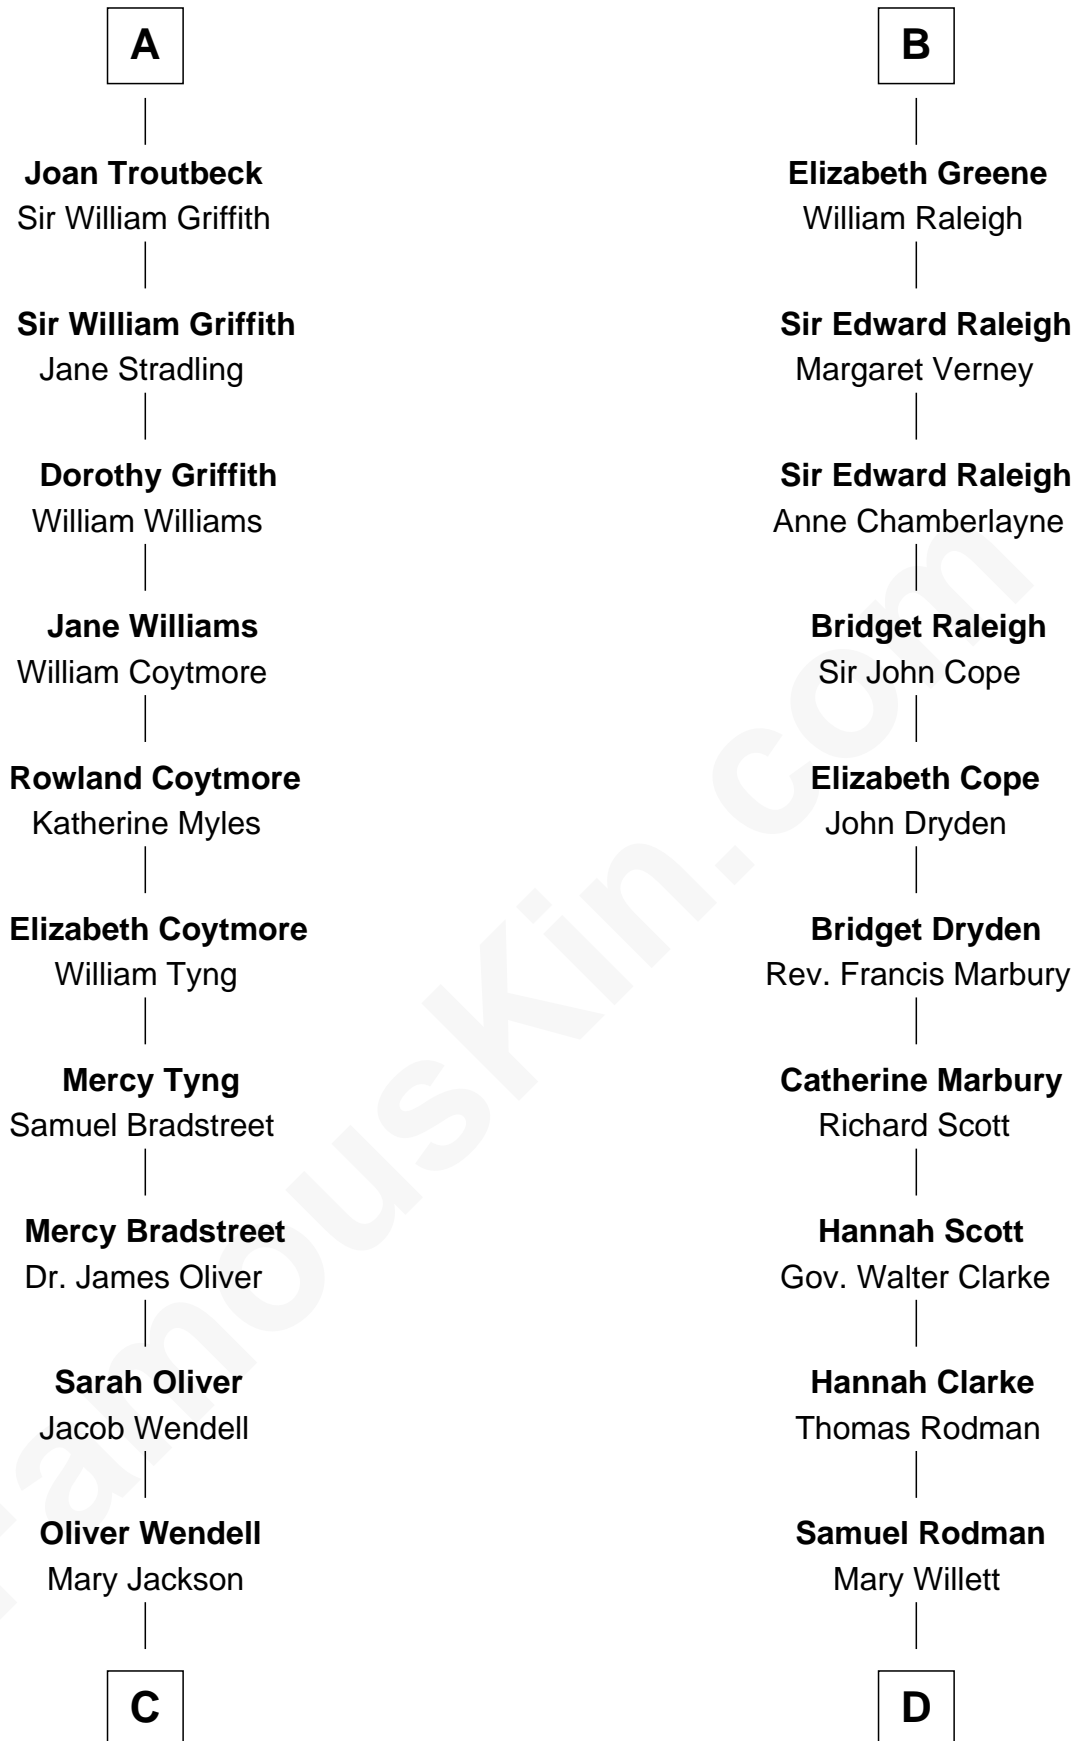 A
Joan Troutbeck
Sir William Griffith
Sir William Griffith
Jane Stradling
Dorothy Griffith
William Williams
Jane Williams
William Coytmore
Rowland Coytmore
Katherine Myles
Elizabeth Coytmore
William Tyng
Mercy Tyng
Samuel Bradstreet
Mercy Bradstreet
Dr. James Oliver
Sarah Oliver
Jacob Wendell
Oliver Wendell
Mary Jackson
C
B
Elizabeth Greene
William Raleigh
Sir Edward Raleigh
Margaret Verney
Sir Edward Raleigh
Anne Chamberlayne
Bridget Raleigh
Sir John Cope
Elizabeth Cope
John Dryden
Bridget Dryden
Rev. Francis Marbury
Catherine Marbury
Richard Scott
Hannah Scott
Gov. Walter Clarke
Hannah Clarke
Thomas Rodman
Samuel Rodman
Mary Willett
D
FamousKin.com